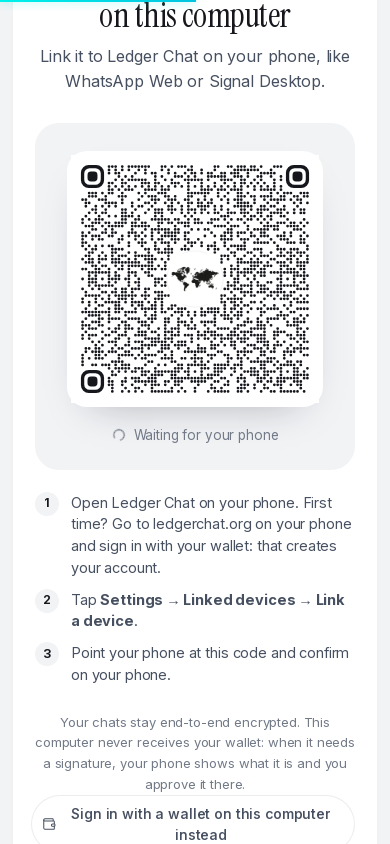 on this computer
Link it to Ledger Chat on your phone, like
WhatsApp Web or Signal Desktop.
Waiting for your phone
1
Open Ledger Chat on your phone. First
time? Go to ledgerchat.org on your phone
and sign in with your wallet: that creates
your account.
2
Tap Settings → Linked devices → Link
a device.
3
Point your phone at this code and confirm
on your phone.
Your chats stay end-to-end encrypted. This
computer never receives your wallet: when it needs
a signature, your phone shows what it is and you
approve it there.
Sign in with a wallet on this computer
instead